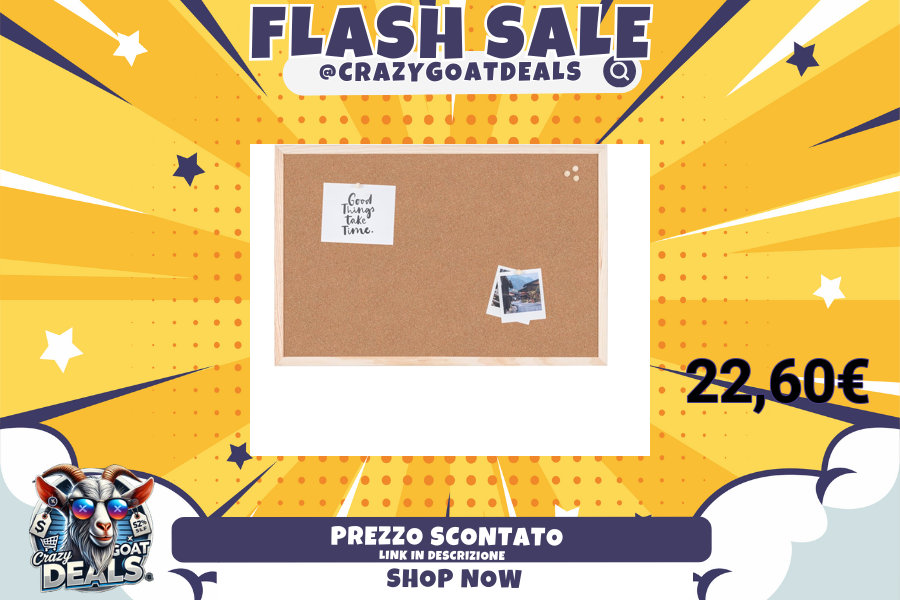 FLASH SALE
@CRAZYGOATDEALS
Good
Things
take
Time.
22,60€
PREZZO SCONTATO
LINK IN DESCRIZIONE
SHOP NOW
$
52%
Crazy
GOAT
DEALS